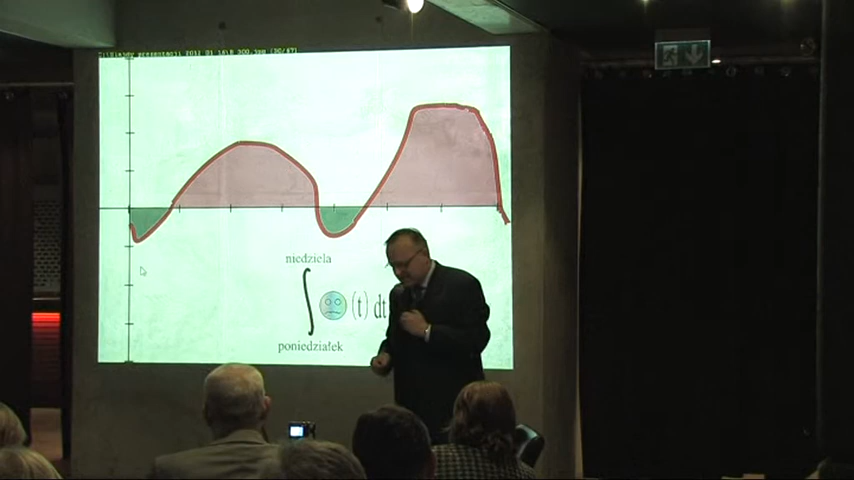 niedziela
∫ (t) dt
poniedziałek